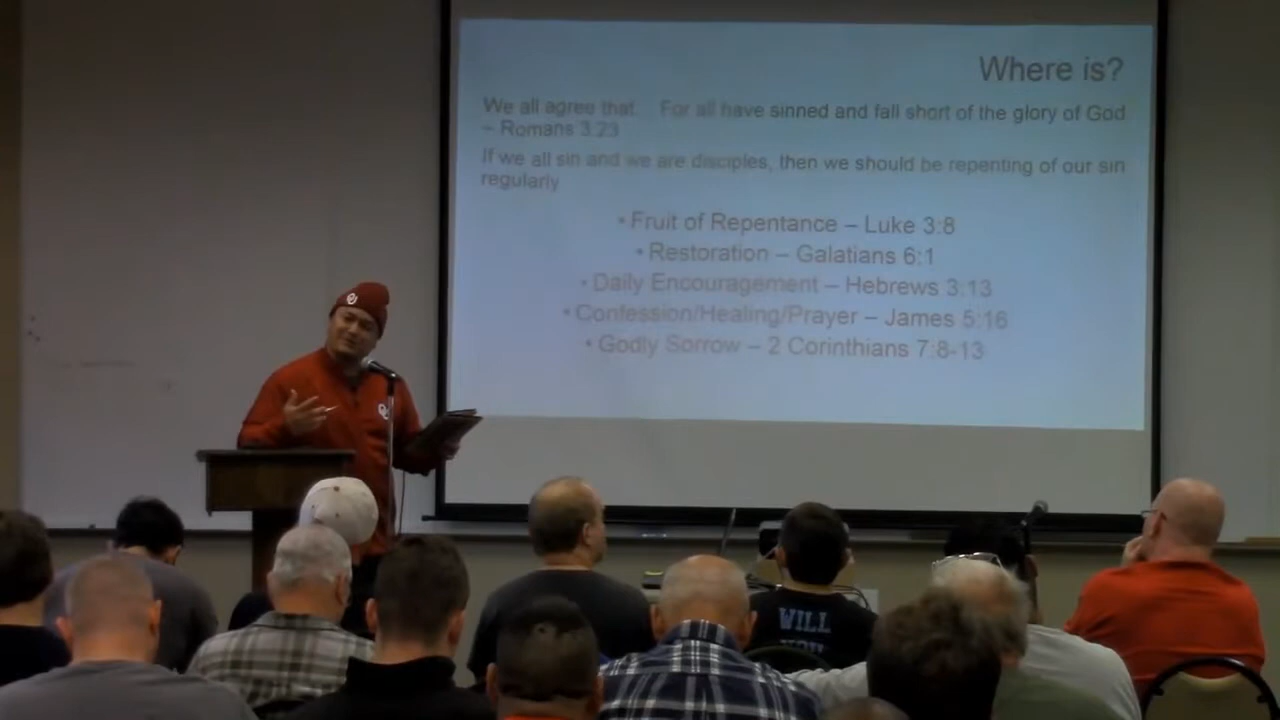 Where is?
We all agree that... For all have sinned and fall short of the glory of God
– Romans 3:23
If we all sin and we are disciples, then we should be repenting of our sin
regularly
• Fruit of Repentance – Luke 3:8
• Restoration – Galatians 6:1
• Daily Encouragement – Hebrews 3:13
• Confession/Healing/Prayer – James 5:16
• Godly Sorrow – 2 Corinthians 7:8-13
OU
OU
WILL